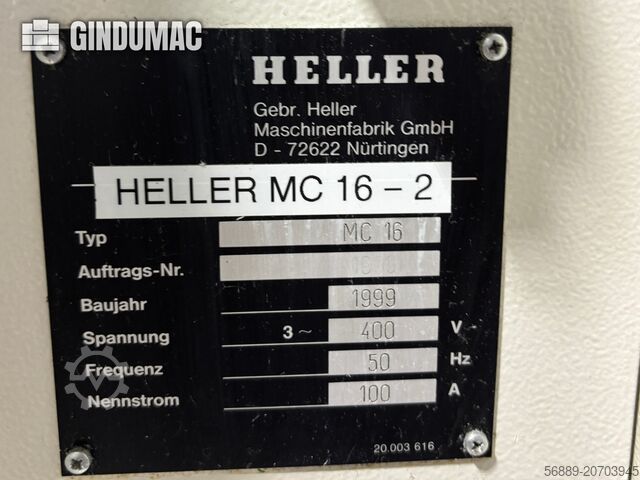 GINDUMAC
HELLER
Gebr. Heller
Maschinenfabrik GmbH
D - 72622 Nürtingen
HELLER MC 16 – 2
Typ MC 16
Auftrags-Nr.
Baujahr 1999
Spannung 3~ 400 V
Frequenz 50 Hz
Nennstrom 100 A
20.003 616
56889-20703945